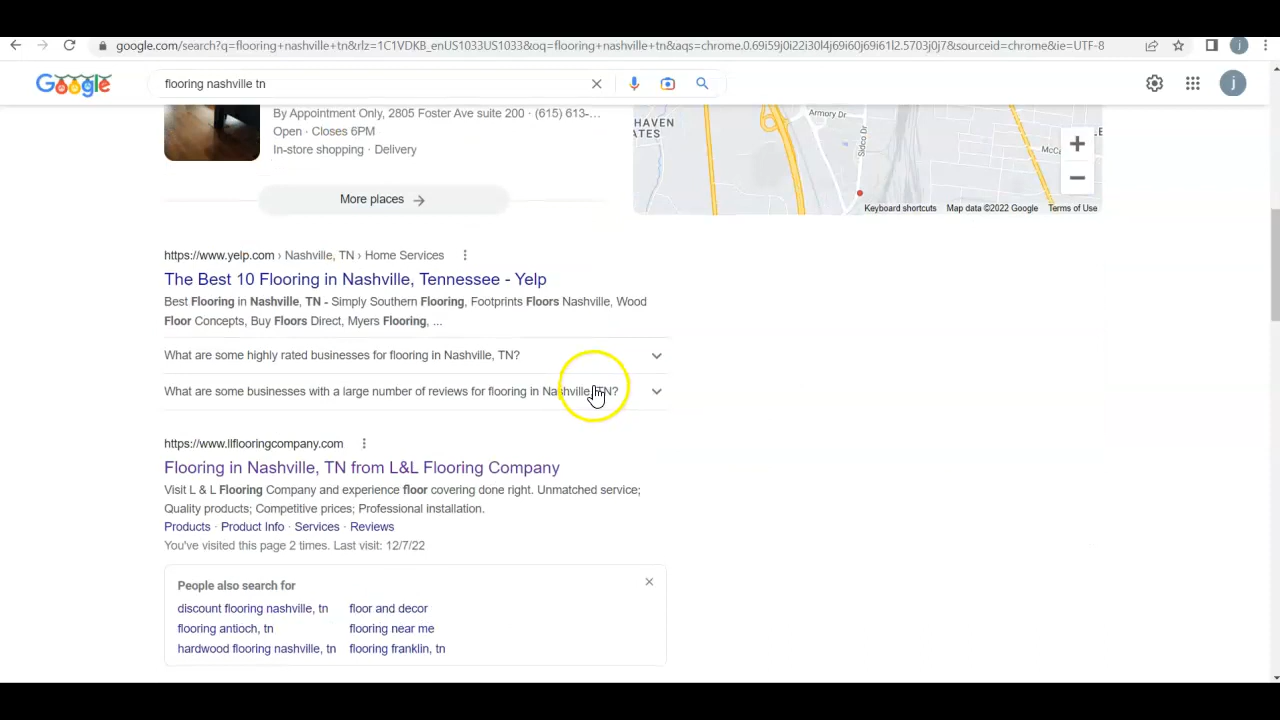 google.com/search?q=flooring+nashville+tn&rlz=1C1VDKB_enUS1033US1033&oq=flooring+nashville+tn&aqs=chrome.0.69i59j0i22i30l4j69i60j69i61l2.5703j0j7&sourceid=chrome&ie=UTF-8
j
Google
flooring nashville tn
j
By Appointment Only, 2805 Foster Ave suite 200 · (615) 613-...
Open · Closes 6PM
In-store shopping · Delivery
More places
HAVEN
ATES
Armory Dr
Sidco Dr
McCa
Keyboard shortcuts Map data ©2022 Google Terms of Use
https://www.yelp.com › Nashville, TN › Home Services
The Best 10 Flooring in Nashville, Tennessee - Yelp
Best Flooring in Nashville, TN - Simply Southern Flooring, Footprints Floors Nashville, Wood
Floor Concepts, Buy Floors Direct, Myers Flooring, ...
What are some highly rated businesses for flooring in Nashville, TN?
What are some businesses with a large number of reviews for flooring in Nashville, TN?
https://www.llflooringcompany.com
Flooring in Nashville, TN from L&L Flooring Company
Visit L & L Flooring Company and experience floor covering done right. Unmatched service;
Quality products; Competitive prices; Professional installation.
Products · Product Info · Services · Reviews
You've visited this page 2 times. Last visit: 12/7/22
People also search for
discount flooring nashville, tn floor and decor
flooring antioch, tn flooring near me
hardwood flooring nashville, tn flooring franklin, tn